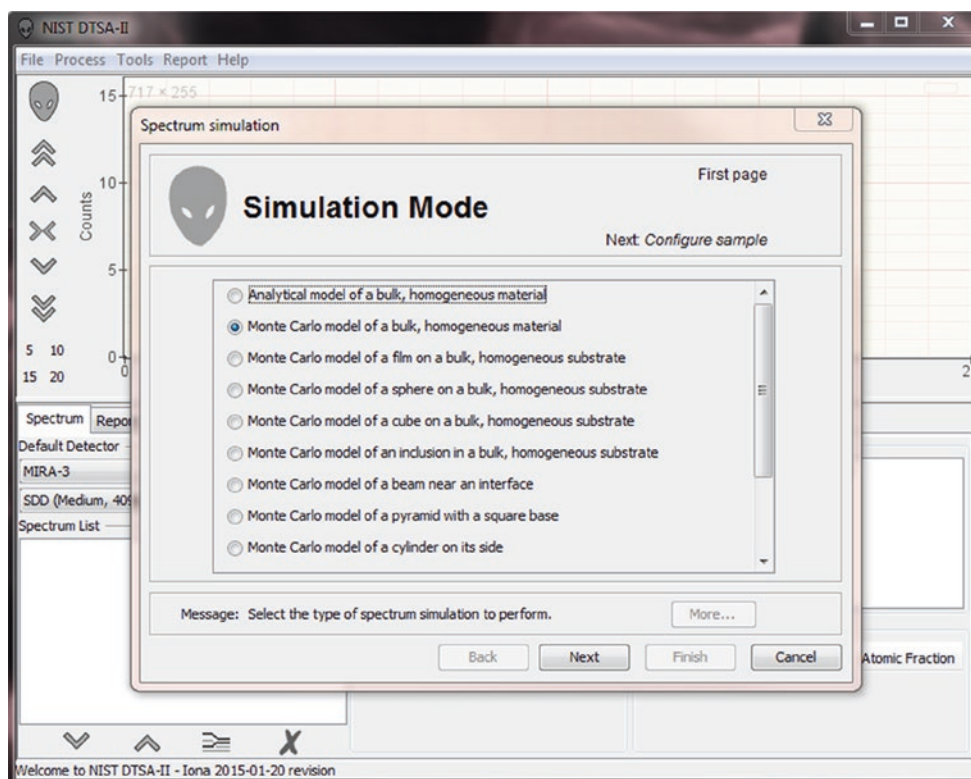 NIST DTSA-II
File Process Tools Report Help
15
717 × 255
10
Counts
5
0
0
2
5 10
15 20
Spectrum simulation
First page
Simulation Mode
Next: Configure sample
Analytical model of a bulk, homogeneous material
Monte Carlo model of a bulk, homogeneous material
Monte Carlo model of a film on a bulk, homogeneous substrate
Monte Carlo model of a sphere on a bulk, homogeneous substrate
Monte Carlo model of a cube on a bulk, homogeneous substrate
Monte Carlo model of an inclusion in a bulk, homogeneous substrate
Monte Carlo model of a beam near an interface
Monte Carlo model of a pyramid with a square base
Monte Carlo model of a cylinder on its side
Message: Select the type of spectrum simulation to perform.
More...
Back Next Finish Cancel
Spectrum Repor
Default Detector
MIRA-3
SDD (Medium, 409
Spectrum List
Atomic Fraction
Welcome to NIST DTSA-II - Iona 2015-01-20 revision